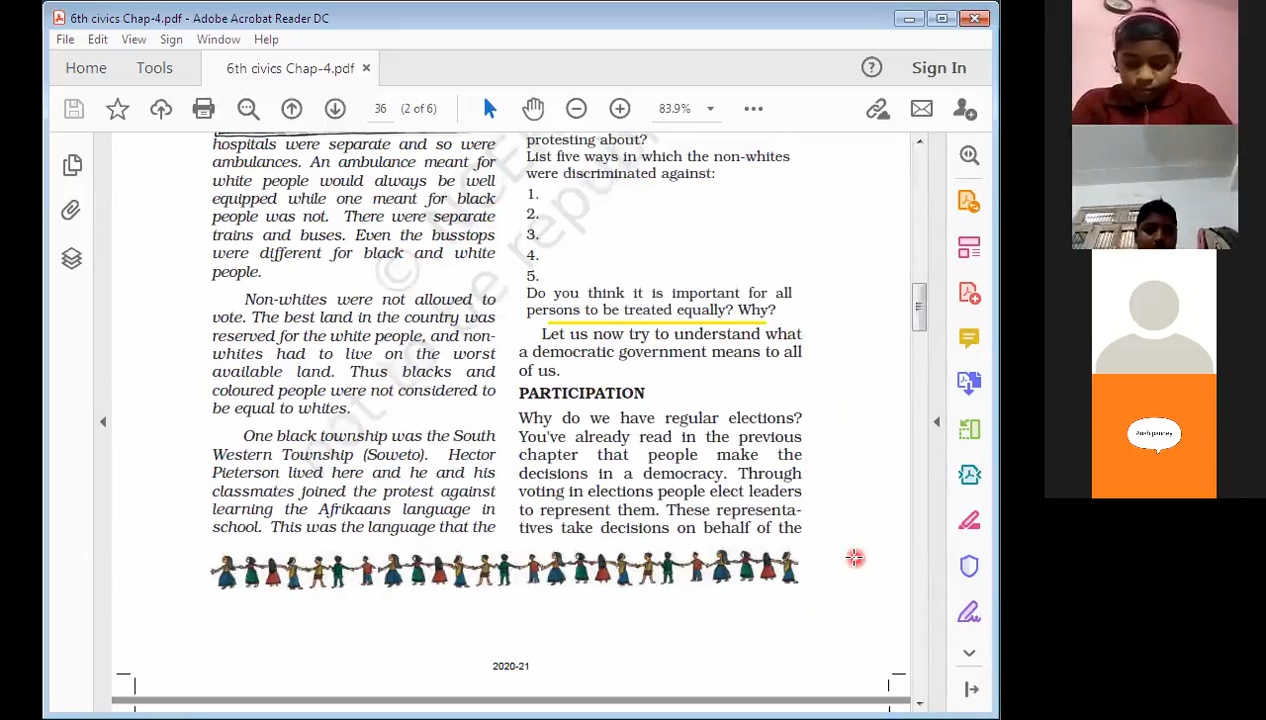 6th civics Chap-4.pdf - Adobe Acrobat Reader DC
File Edit View Sign Window Help
Home Tools 6th civics Chap-4.pdf × Sign In
36 (2 of 6) 83.9%
hospitals were separate and so were
ambulances. An ambulance meant for
white people would always be well
equipped while one meant for black
people was not. There were separate
trains and buses. Even the busstops
were different for black and white
people.
Non-whites were not allowed to
vote. The best land in the country was
reserved for the white people, and non-
whites had to live on the worst
available land. Thus blacks and
coloured people were not considered to
be equal to whites.
One black township was the South
Western Township (Soweto). Hector
Pieterson lived here and he and his
classmates joined the protest against
learning the Afrikaans language in
school. This was the language that the
protesting about?
List five ways in which the non-whites
were discriminated against:
1.
2.
3.
4.
5.
Do you think it is important for all
persons to be treated equally? Why?
Let us now try to understand what
a democratic government means to all
of us.
PARTICIPATION
Why do we have regular elections?
You've already read in the previous
chapter that people make the
decisions in a democracy. Through
voting in elections people elect leaders
to represent them. These representa-
tives take decisions on behalf of the
2020-21
not to be republ
Anshi pandey